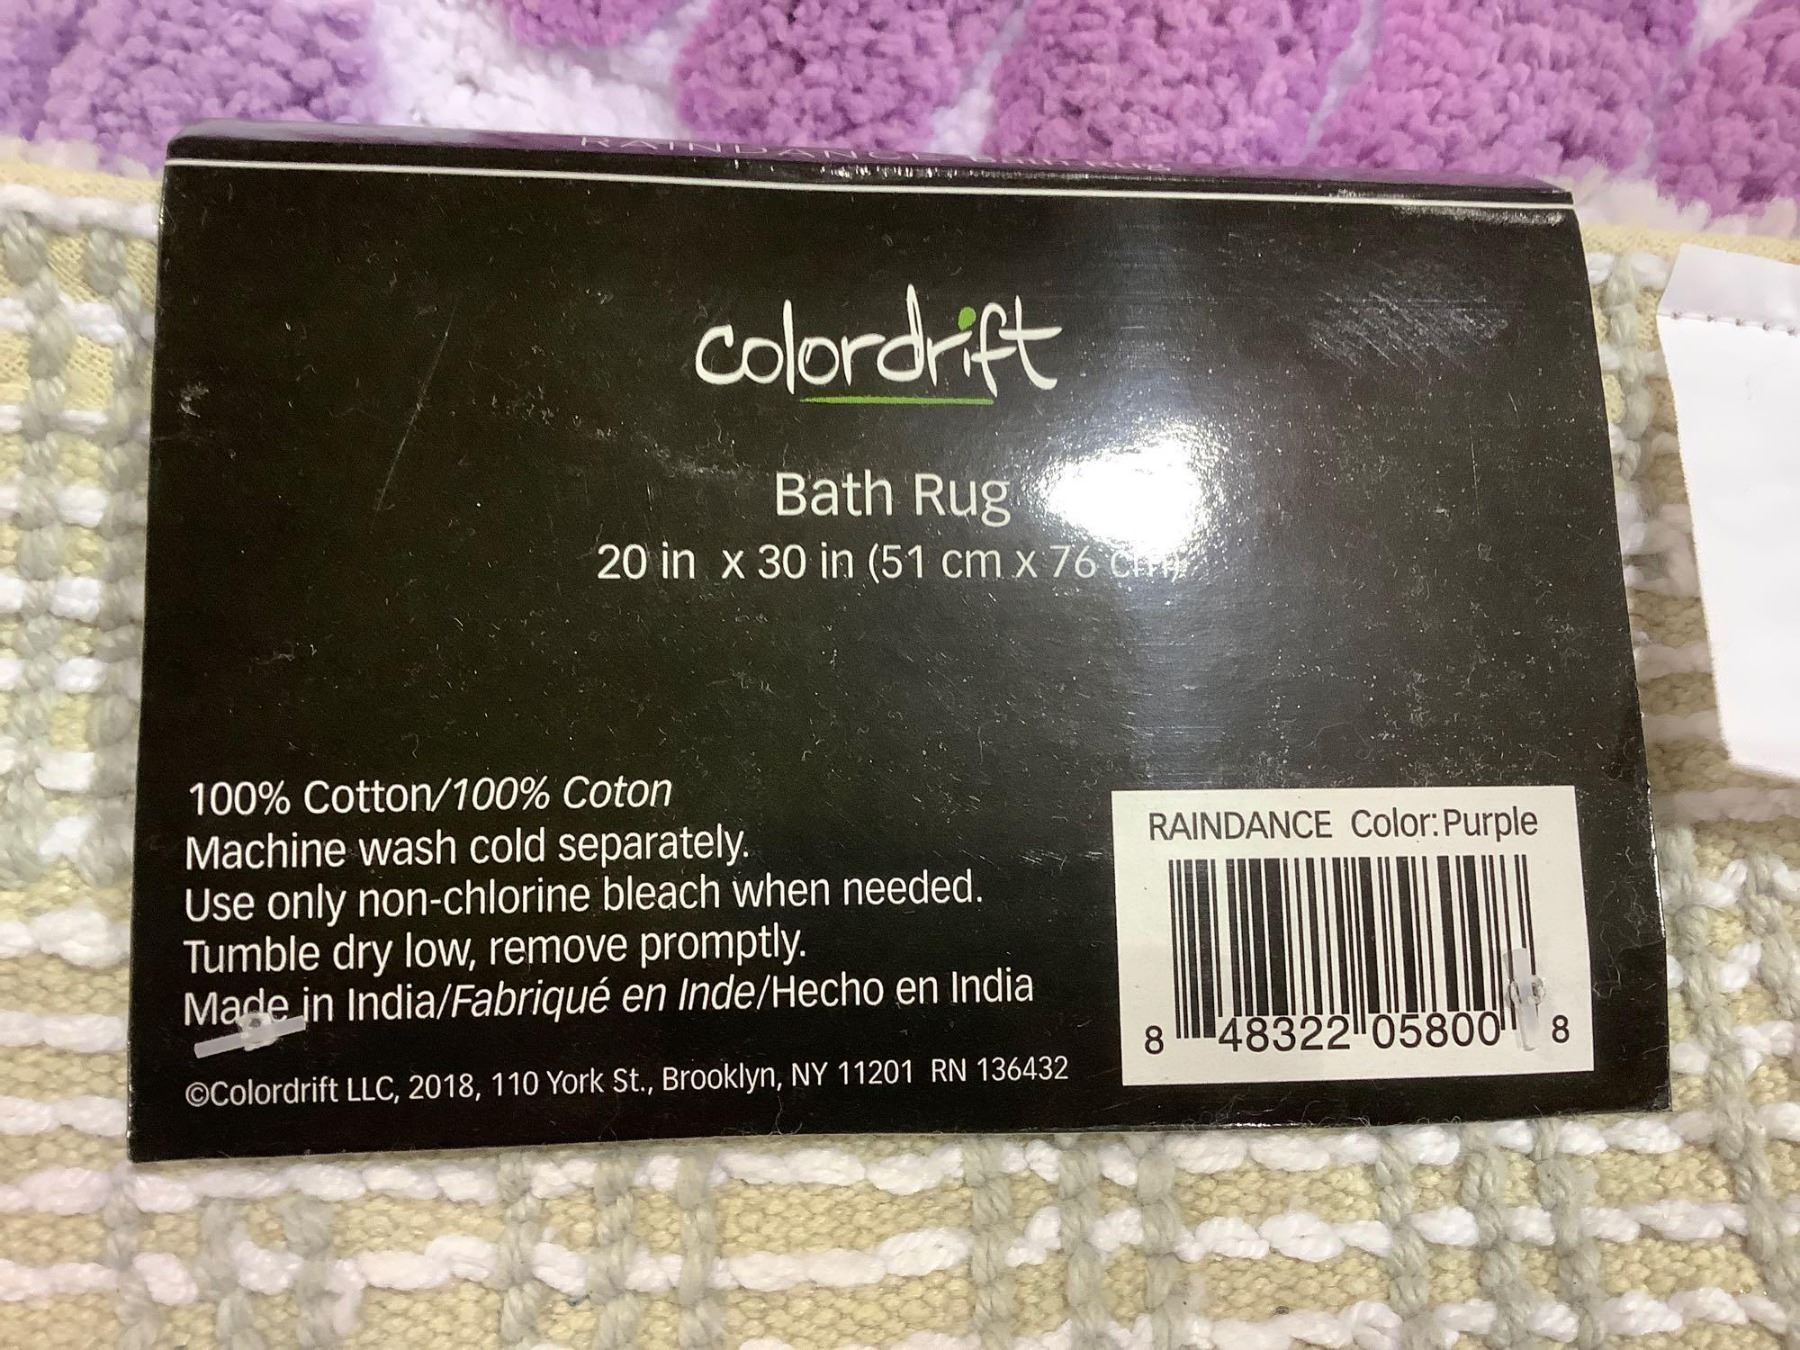 RAINDANCE Bath Rug
colordrift
Bath Rug
20 in x 30 in (51 cm x 76 cm)
100% Cotton/100% Coton
Machine wash cold separately.
Use only non-chlorine bleach when needed.
Tumble dry low, remove promptly.
Made in India/Fabriqué en Inde/Hecho en India
©Colordrift LLC, 2018, 110 York St., Brooklyn, NY 11201 RN 136432
RAINDANCE Color: Purple
8 48322 05800 8